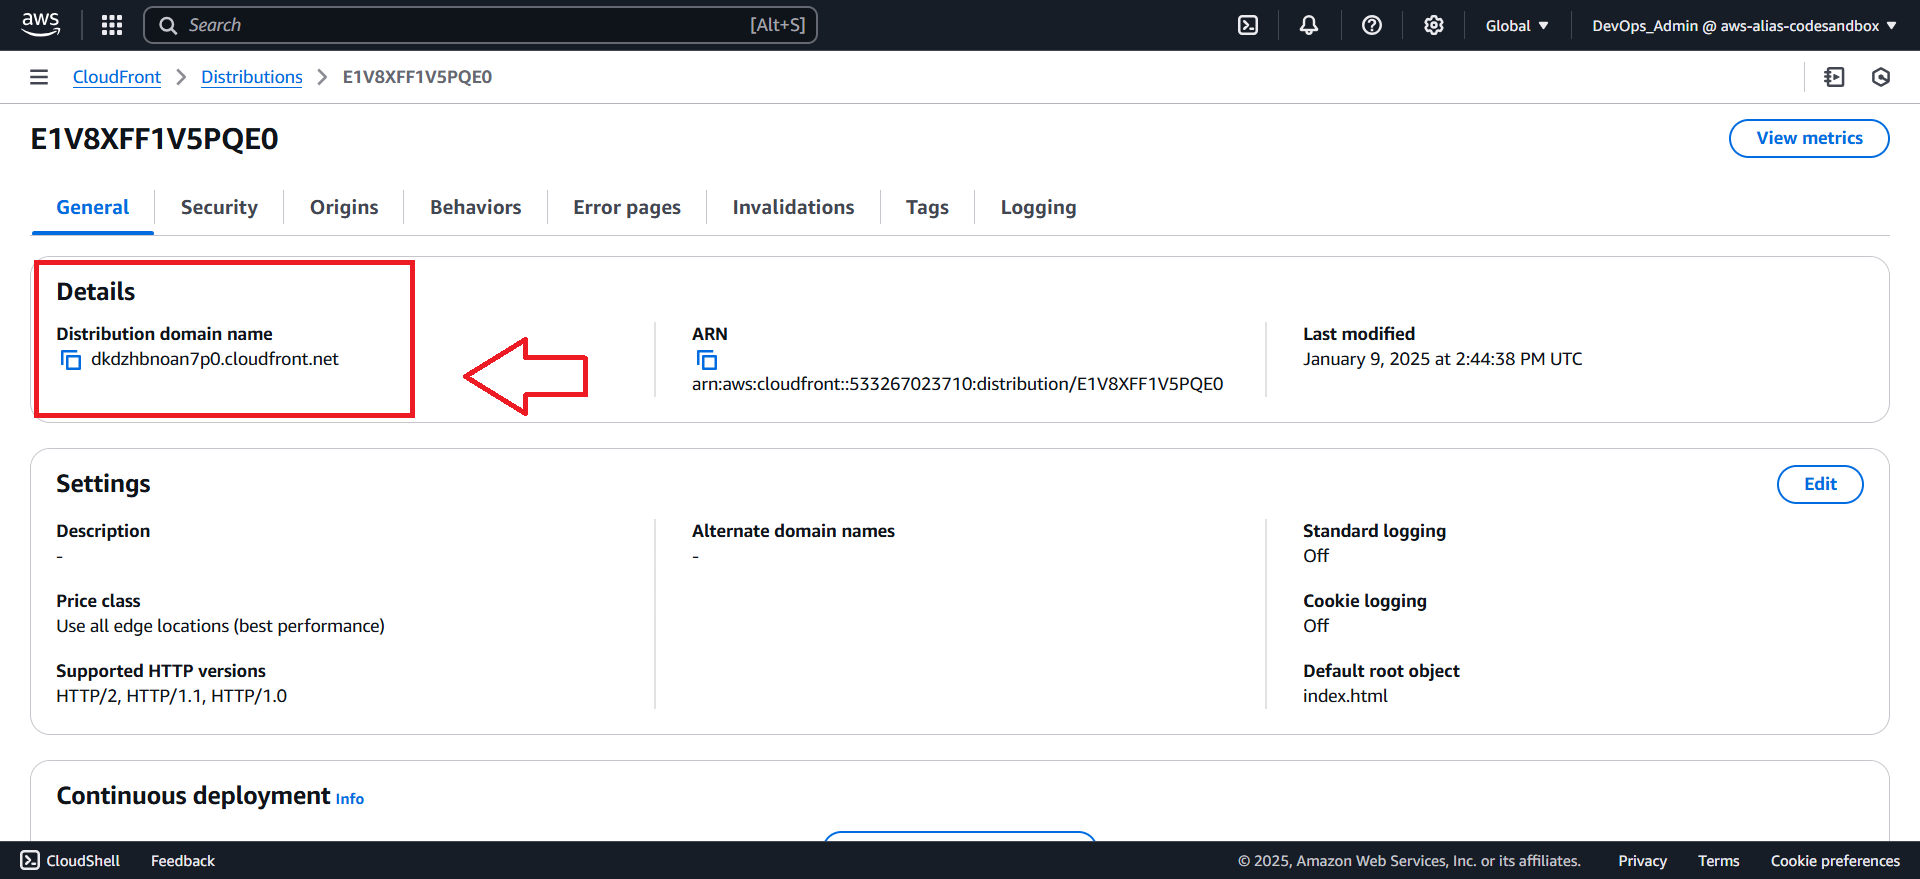 aws
Search [Alt+S]
Global
DevOps_Admin @ aws-alias-codesandbox
CloudFront
Distributions
E1V8XFF1V5PQE0
E1V8XFF1V5PQE0
View metrics
General
Security
Origins
Behaviors
Error pages
Invalidations
Tags
Logging
Details
Distribution domain name
dkdzhbnoan7p0.cloudfront.net
ARN
arn:aws:cloudfront::533267023710:distribution/E1V8XFF1V5PQE0
Last modified
January 9, 2025 at 2:44:38 PM UTC
Settings
Edit
Description
-
Price class
Use all edge locations (best performance)
Supported HTTP versions
HTTP/2, HTTP/1.1, HTTP/1.0
Alternate domain names
-
Standard logging
Off
Cookie logging
Off
Default root object
index.html
Continuous deployment Info
CloudShell
Feedback
© 2025, Amazon Web Services, Inc. or its affiliates.
Privacy
Terms
Cookie preferences